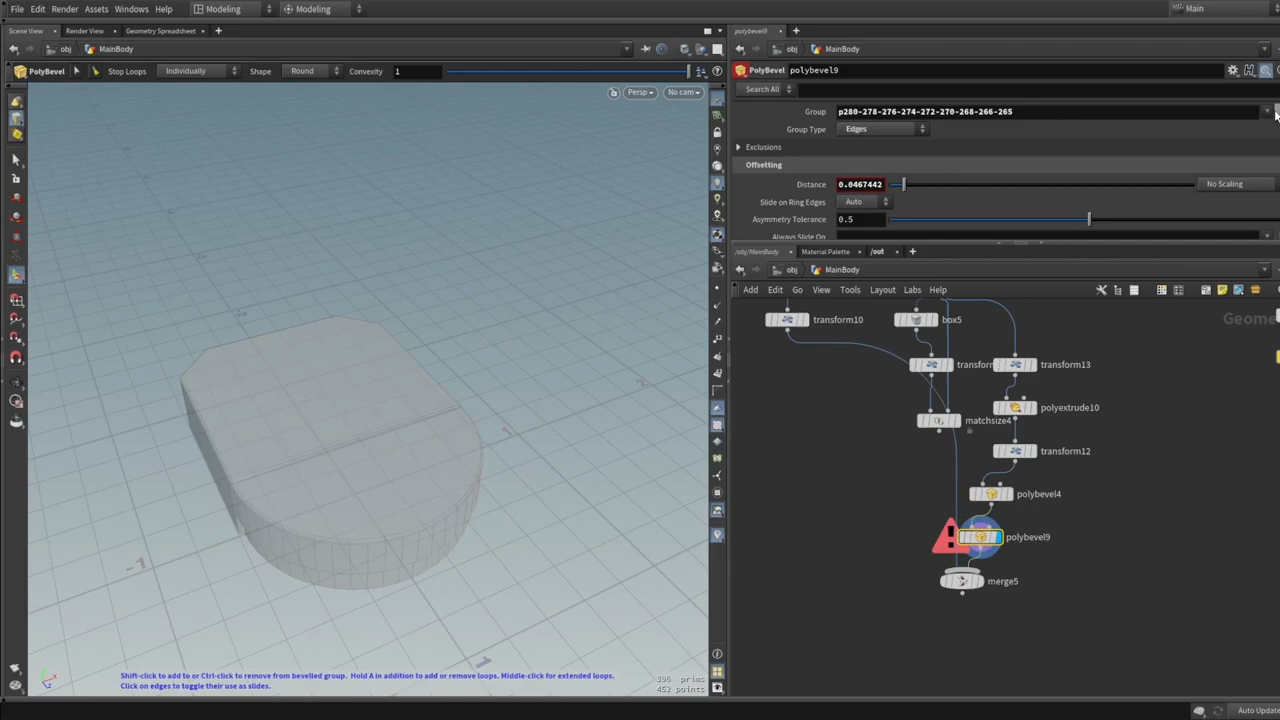 File Edit Render Assets Windows Help Modeling Modeling Main
Scene View Render View Geometry Spreadsheet
obj MainBody
PolyBevel Stop Loops Individually Shape Round Convexity 1
Persp No cam
Shift-click to add to or Ctrl-click to remove from bevelled group. Hold A in addition to add or remove loops. Middle-click for extended loops.
Click on edges to toggle their use as slides.
396 prims
452 points
polybevel9
obj MainBody
PolyBevel polybevel9
Search All
Group p280-278-276-274-272-270-268-266-265
Group Type Edges
Exclusions
Offsetting
Distance 0.0467442 No Scaling
Slide on Ring Edges Auto
Asymmetry Tolerance 0.5
Always Slide On
/obj/MainBody Material Palette /out
obj MainBody
Add Edit Go View Tools Layout Labs Help
Geome
transform10 box5
transform transform13
polyextrude10
matchsize4
transform12
polybevel4
polybevel9
merge5
Auto Update